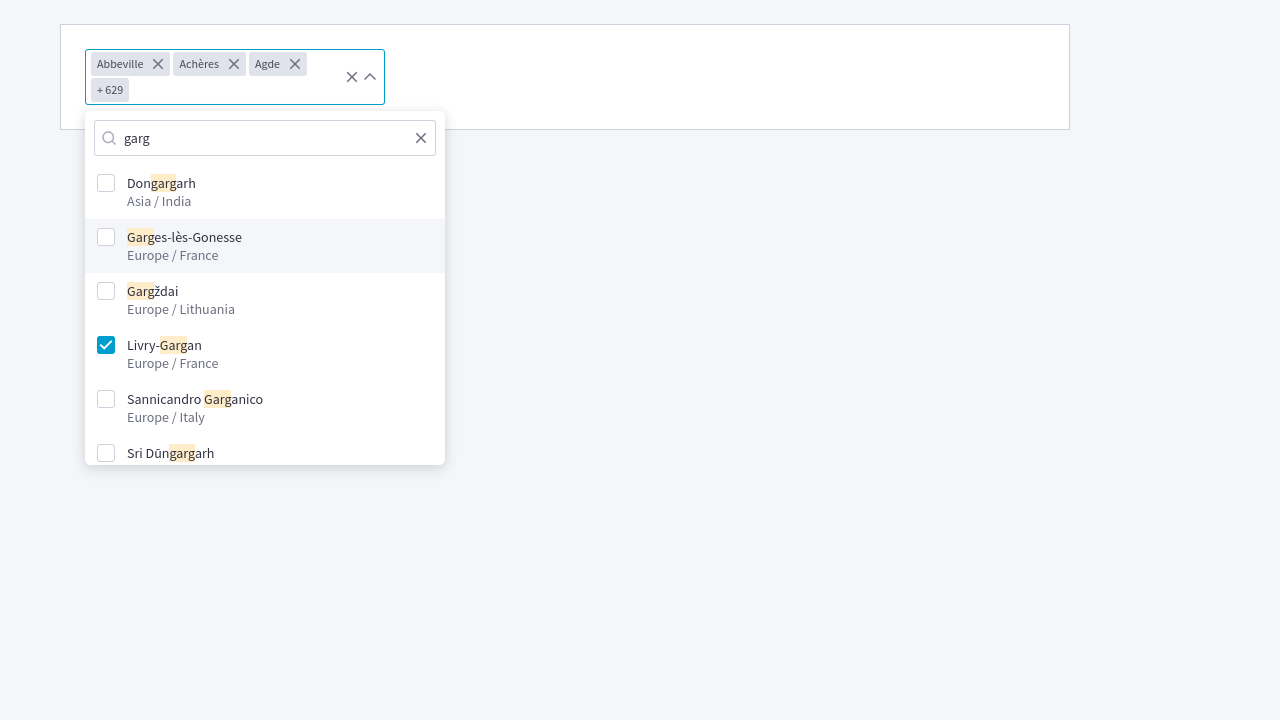 Abbeville Achères Agde
+ 629
garg
Dongargarh
Asia / India
Garges-lès-Gonesse
Europe / France
Gargždai
Europe / Lithuania
Livry-Gargan
Europe / France
Sannicandro Garganico
Europe / Italy
Sri Dūngargarh